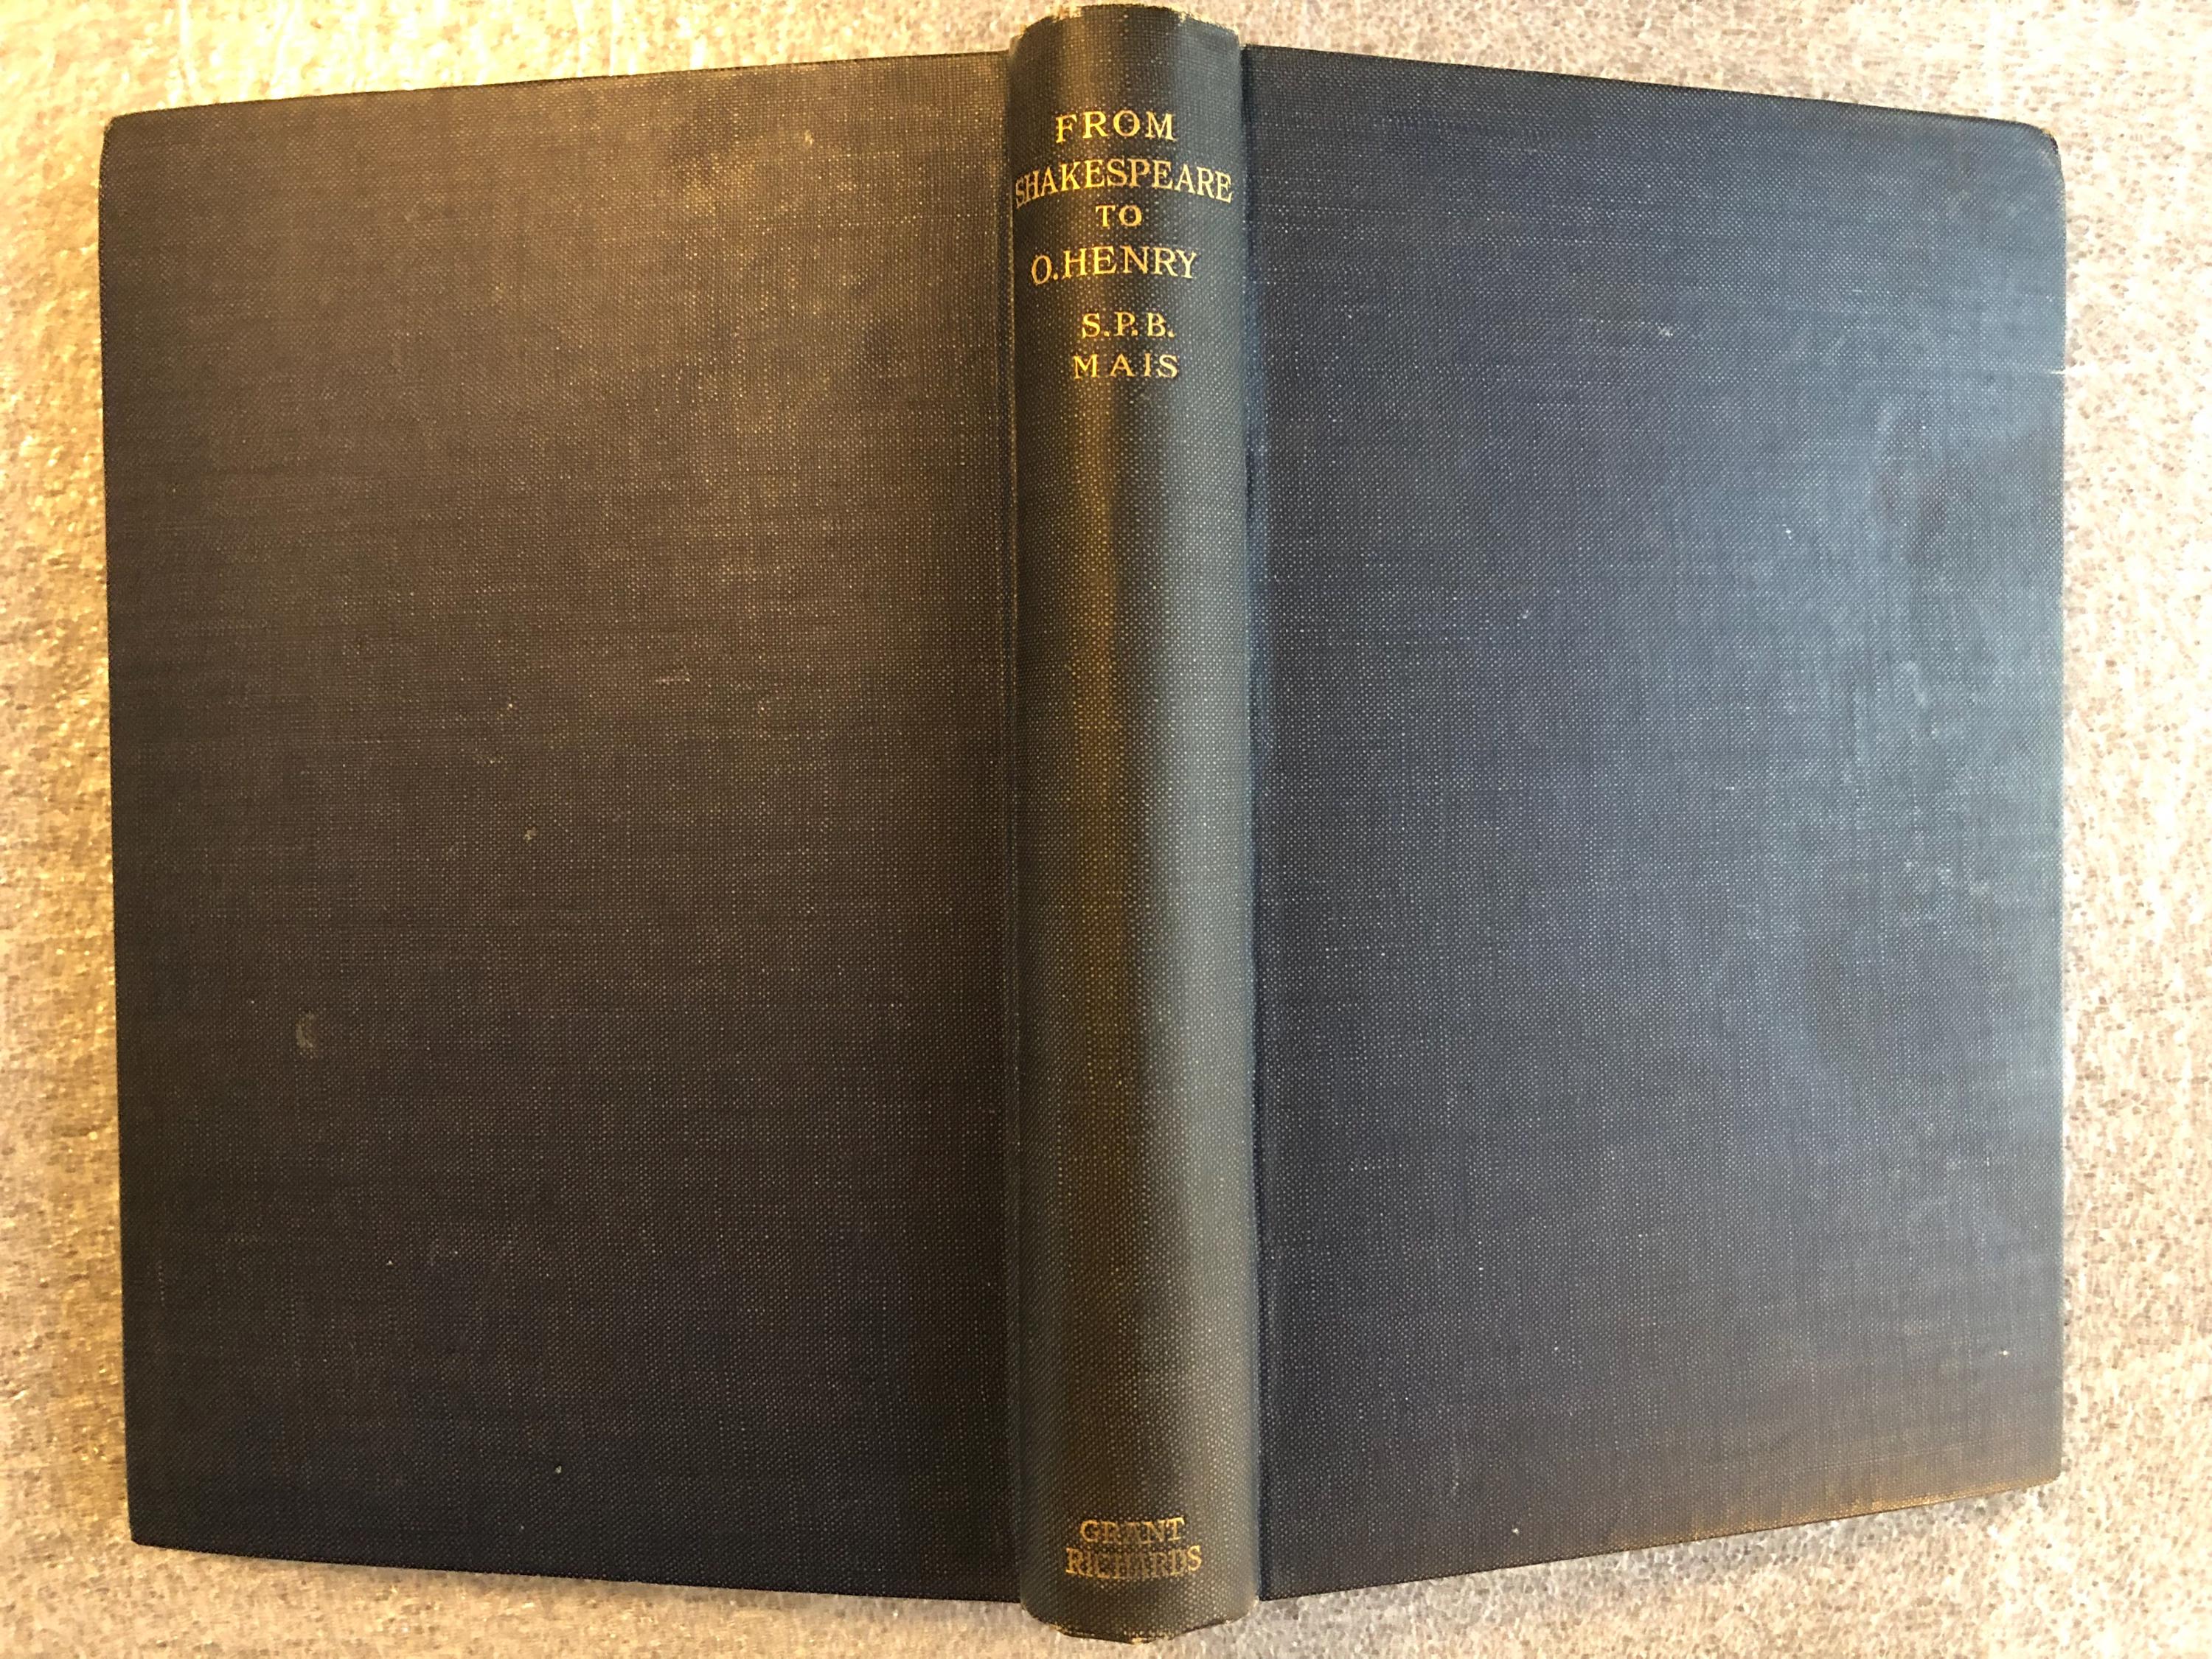 FROM
SHAKESPEARE
TO
O.HENRY
S.P.B.
MAIS
GRANT
RICHARDS